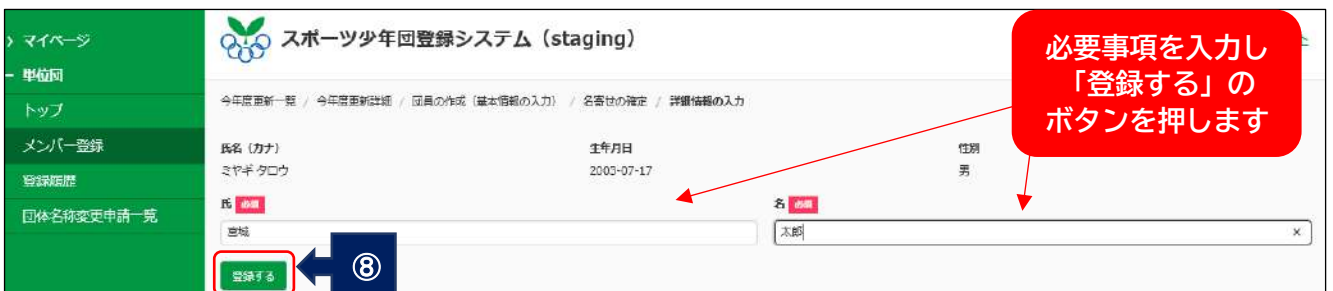 › マイページ
− 単位団
トップ
メンバー登録
登録履歴
団体名称変更申請一覧
スポーツ少年団登録システム（staging）
今年度更新一覧 / 今年度更新詳細 / 団員の作成（基本情報の入力） / 名寄せの確定 / 詳細情報の入力
氏名（カナ） 生年月日 性別
ミヤギ タロウ 2003-07-17 男
氏 必須 名 必須
宮城 太郎 ×
登録する
⑧
必要事項を入力し
「登録する」の
ボタンを押します